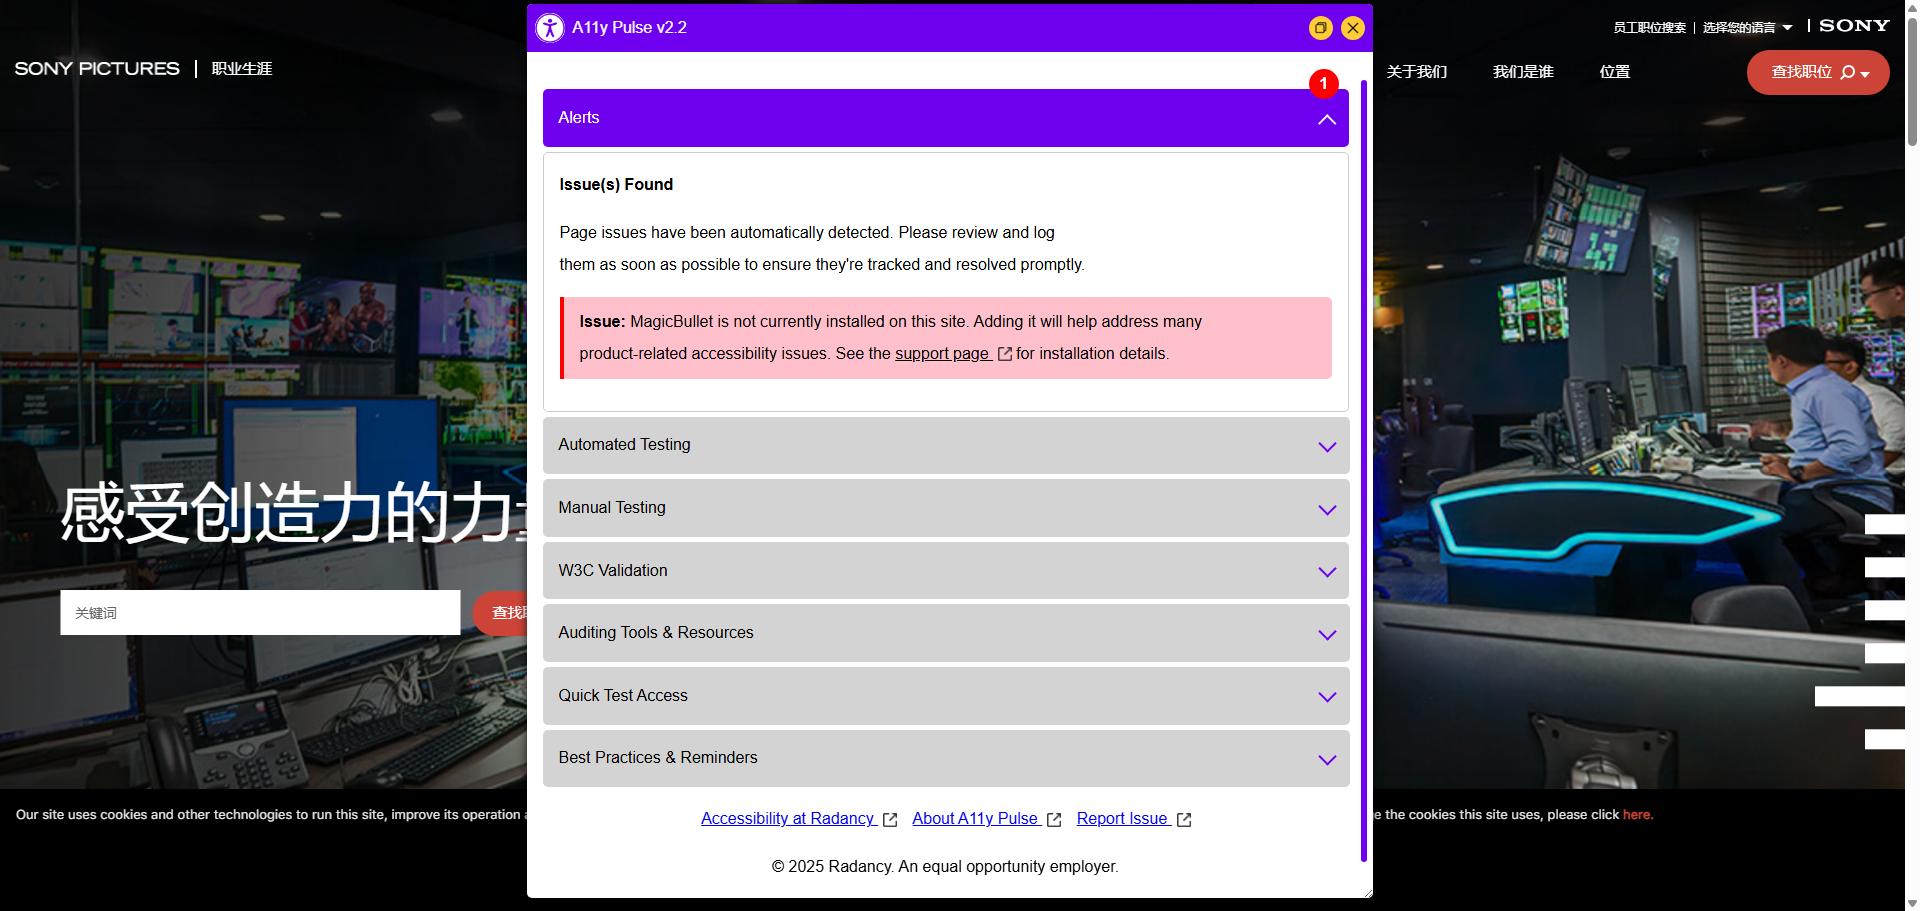 员工职位搜索 | 选择您的语言 | SONY
SONY PICTURES | 职业生涯
关于我们 我们是谁 位置 查找职位
感受创造力的力
关键词
查找
A11y Pulse v2.2
1
Alerts
Issue(s) Found
Page issues have been automatically detected. Please review and log
them as soon as possible to ensure they're tracked and resolved promptly.
Issue: MagicBullet is not currently installed on this site. Adding it will help address many
product-related accessibility issues. See the support page for installation details.
Automated Testing
Manual Testing
W3C Validation
Auditing Tools & Resources
Quick Test Access
Best Practices & Reminders
Accessibility at Radancy About A11y Pulse Report Issue
© 2025 Radancy. An equal opportunity employer.
Our site uses cookies and other technologies to run this site, improve its operation
the cookies this site uses, please click here.